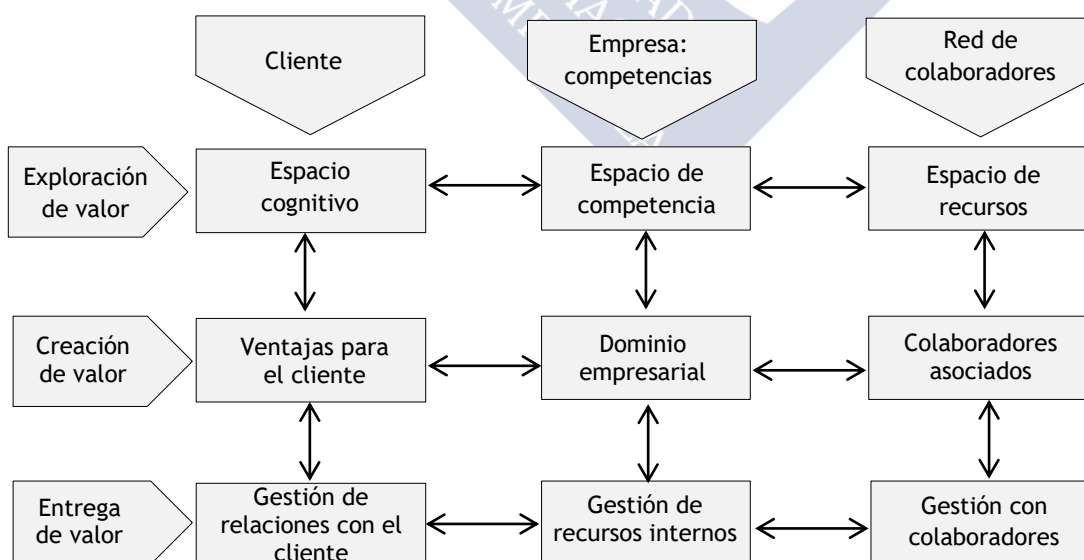 Cliente
Empresa:
competencias
Red de
colaboradores
Exploración
de valor
Espacio
cognitivo
Espacio de
competencia
Espacio de
recursos
Creación
de valor
Ventajas para
el cliente
Dominio
empresarial
Colaboradores
asociados
Entrega
de valor
Gestión de
relaciones con el
cliente
Gestión de
recursos internos
Gestión con
colaboradores